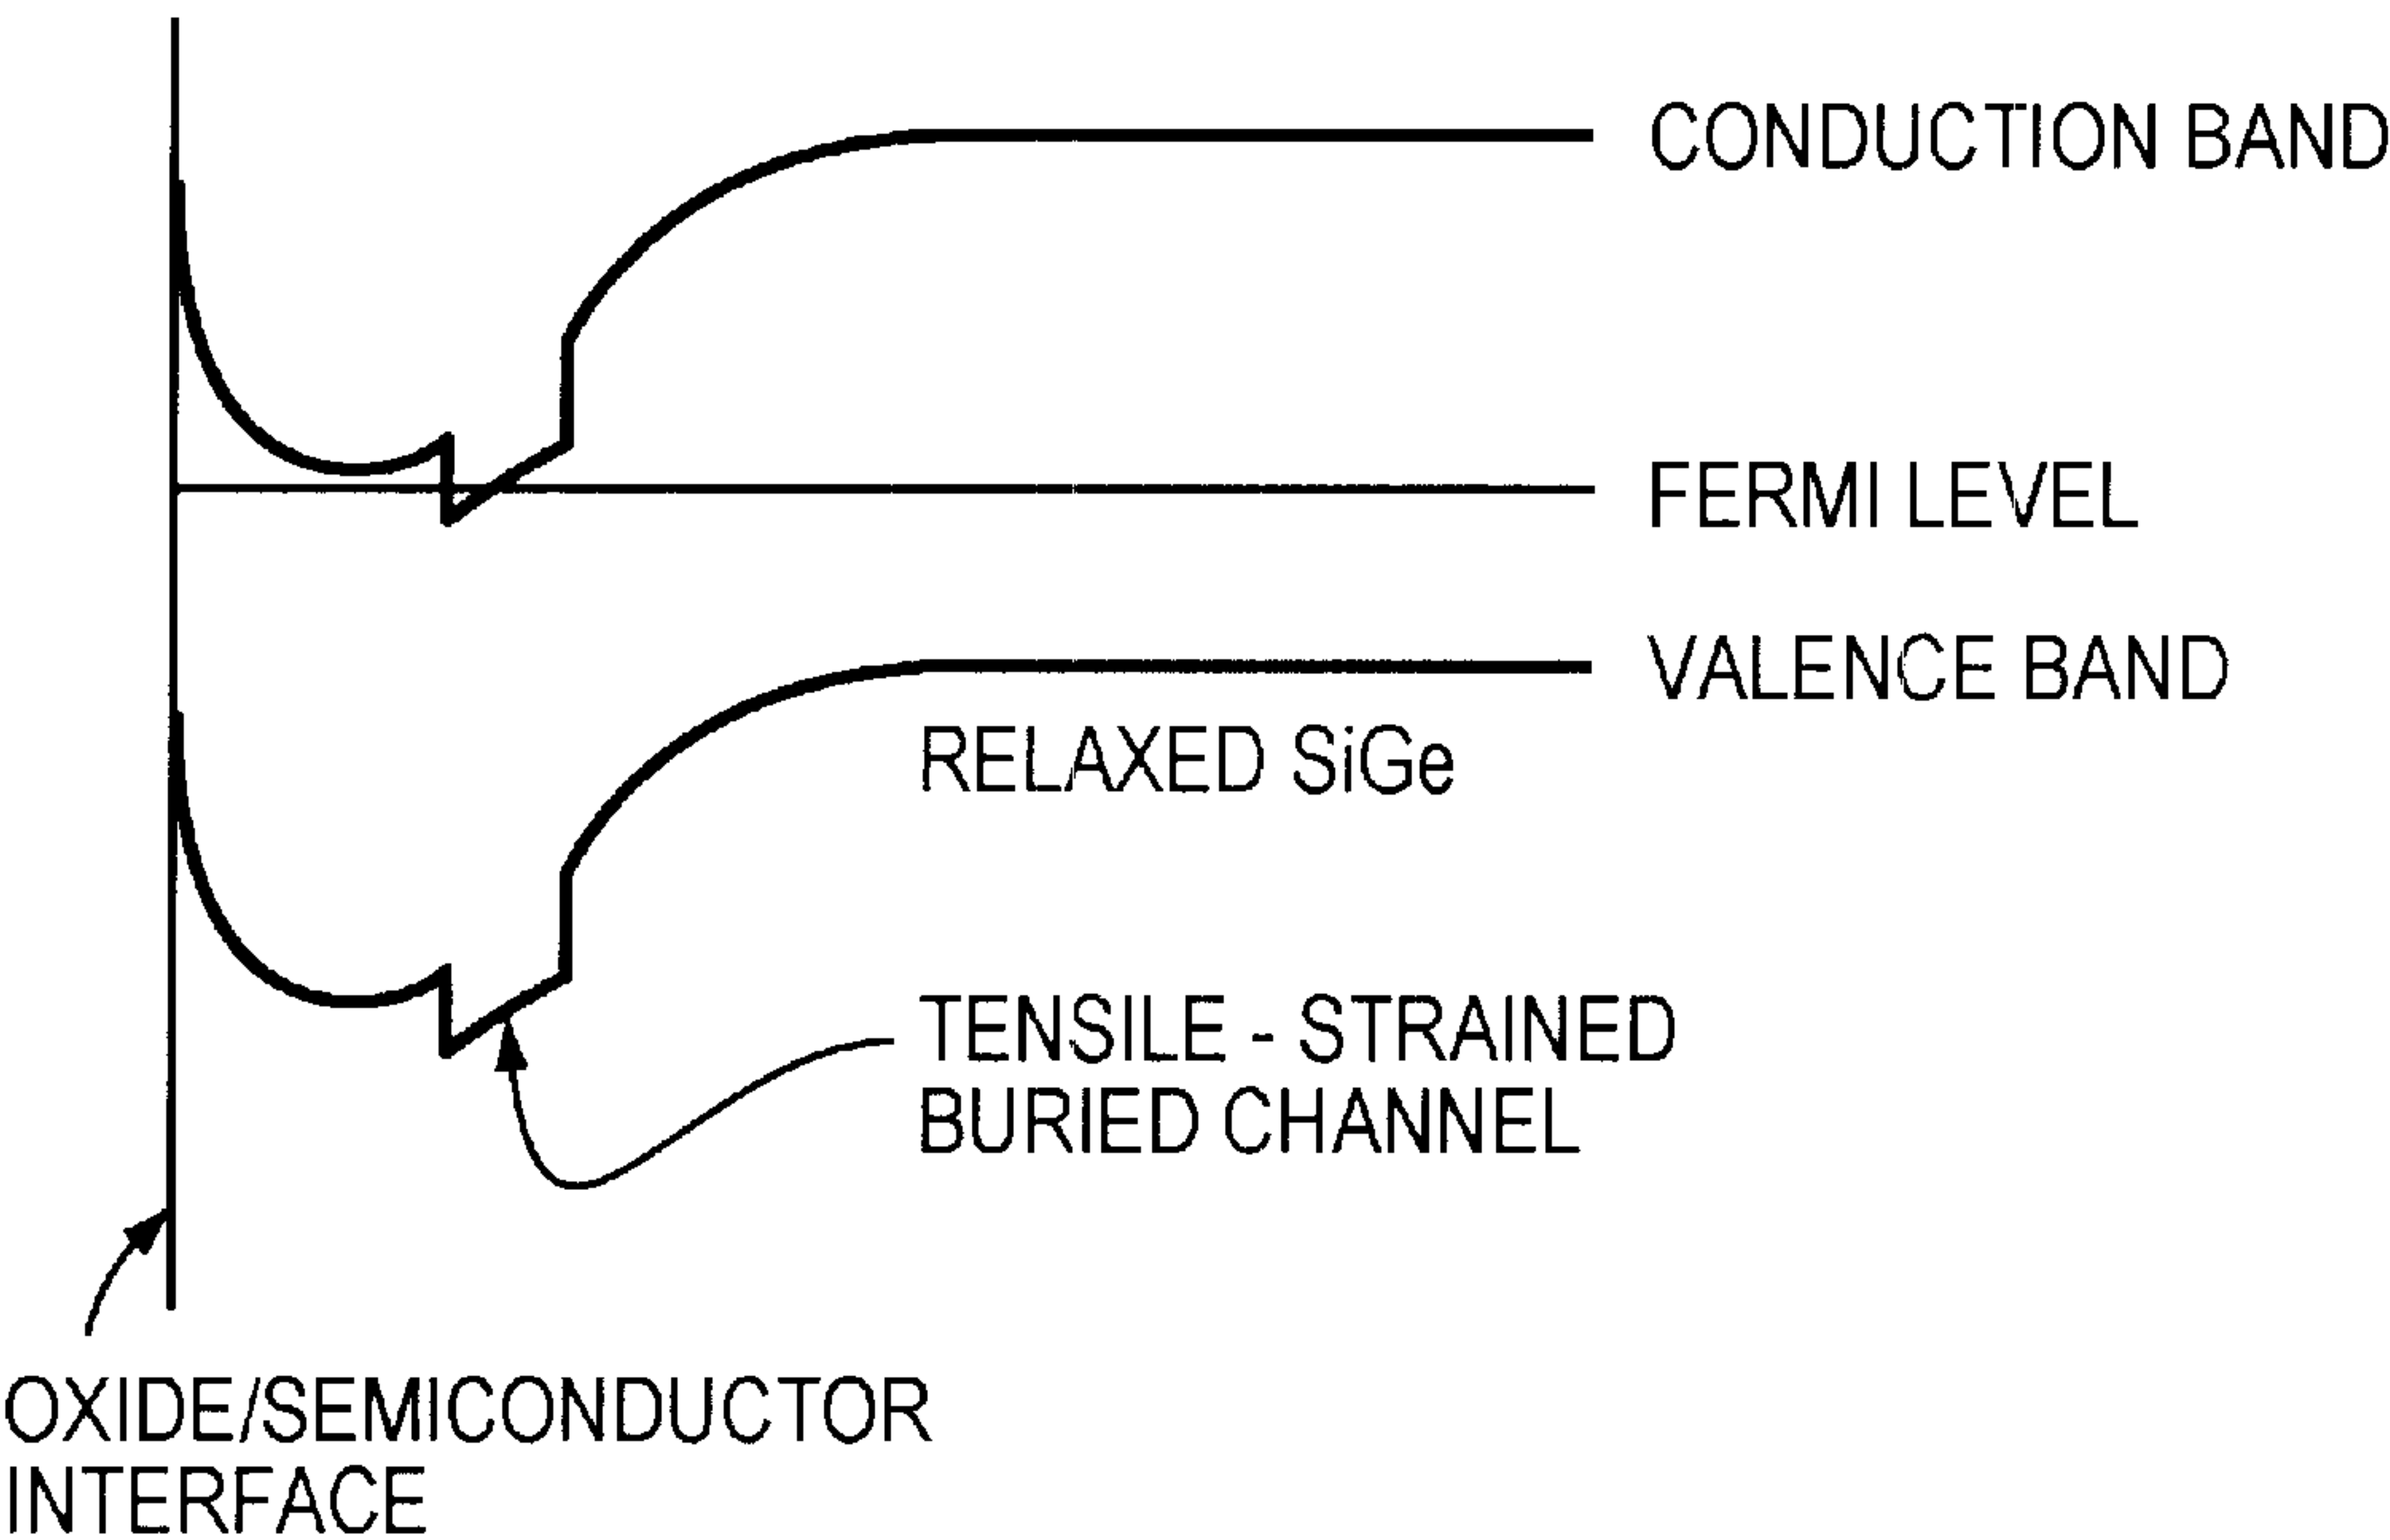 CONDUCTION BAND
FERMI LEVEL
VALENCE BAND
RELAXED SiGe
TENSILE - STRAINED
BURIED CHANNEL
OXIDE/SEMICONDUCTOR
INTERFACE